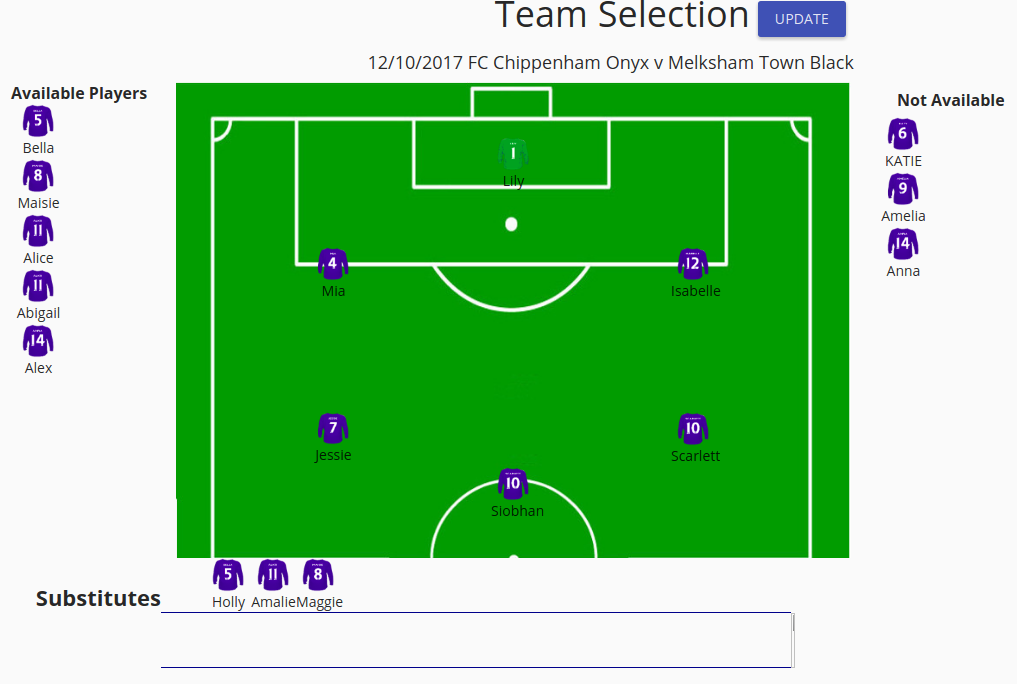 Team Selection UPDATE
12/10/2017 FC Chippenham Onyx v Melksham Town Black
Available Players
5
Bella
8
Maisie
11
Alice
11
Abigail
14
Alex
1
Lily
4
Mia
12
Isabelle
7
Jessie
10
Scarlett
10
Siobhan
Not Available
6
KATIE
9
Amelia
14
Anna
Substitutes
5 11 8
Holly Amalie Maggie